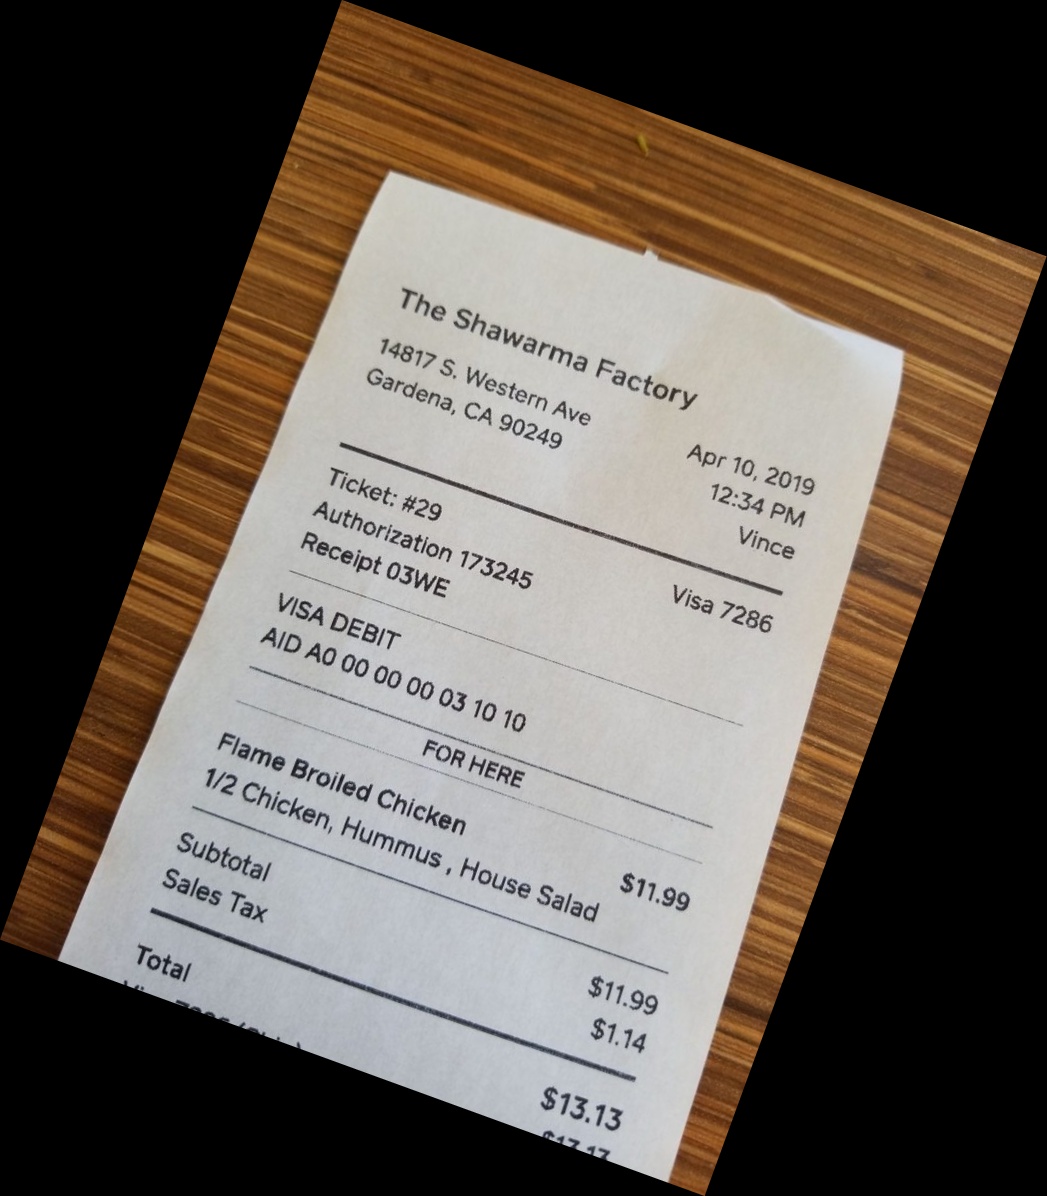 The Shawarma Factory
14817 S. Western Ave
Gardena, CA 90249
Apr 10, 2019
12:34 PM
Vince
Ticket: #29
Visa 7286
Authorization 173245
Receipt 03WE
VISA DEBIT
AID A0 00 00 00 03 10 10
FOR HERE
Flame Broiled Chicken $11.99
1/2 Chicken, Hummus , House Salad
Subtotal $11.99
Sales Tax $1.14
Total $13.13